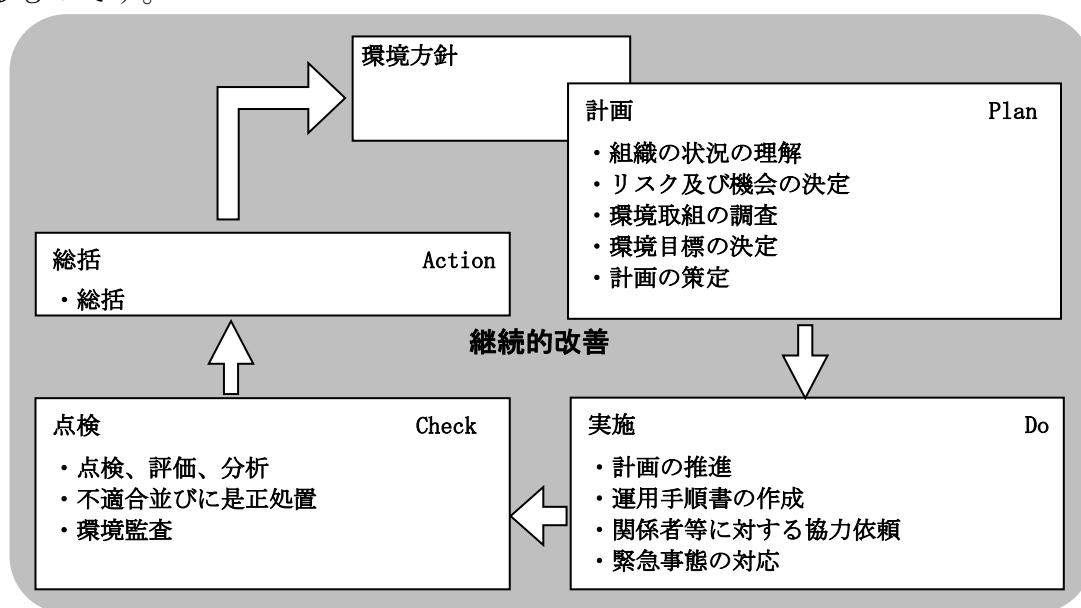 環境方針
計画 Plan
・組織の状況の理解
・リスク及び機会の決定
・環境取組の調査
・環境目標の決定
・計画の策定
総括 Action
・総括
継続的改善
点検 Check
・点検、評価、分析
・不適合並びに是正処置
・環境監査
実施 Do
・計画の推進
・運用手順書の作成
・関係者等に対する協力依頼
・緊急事態の対応